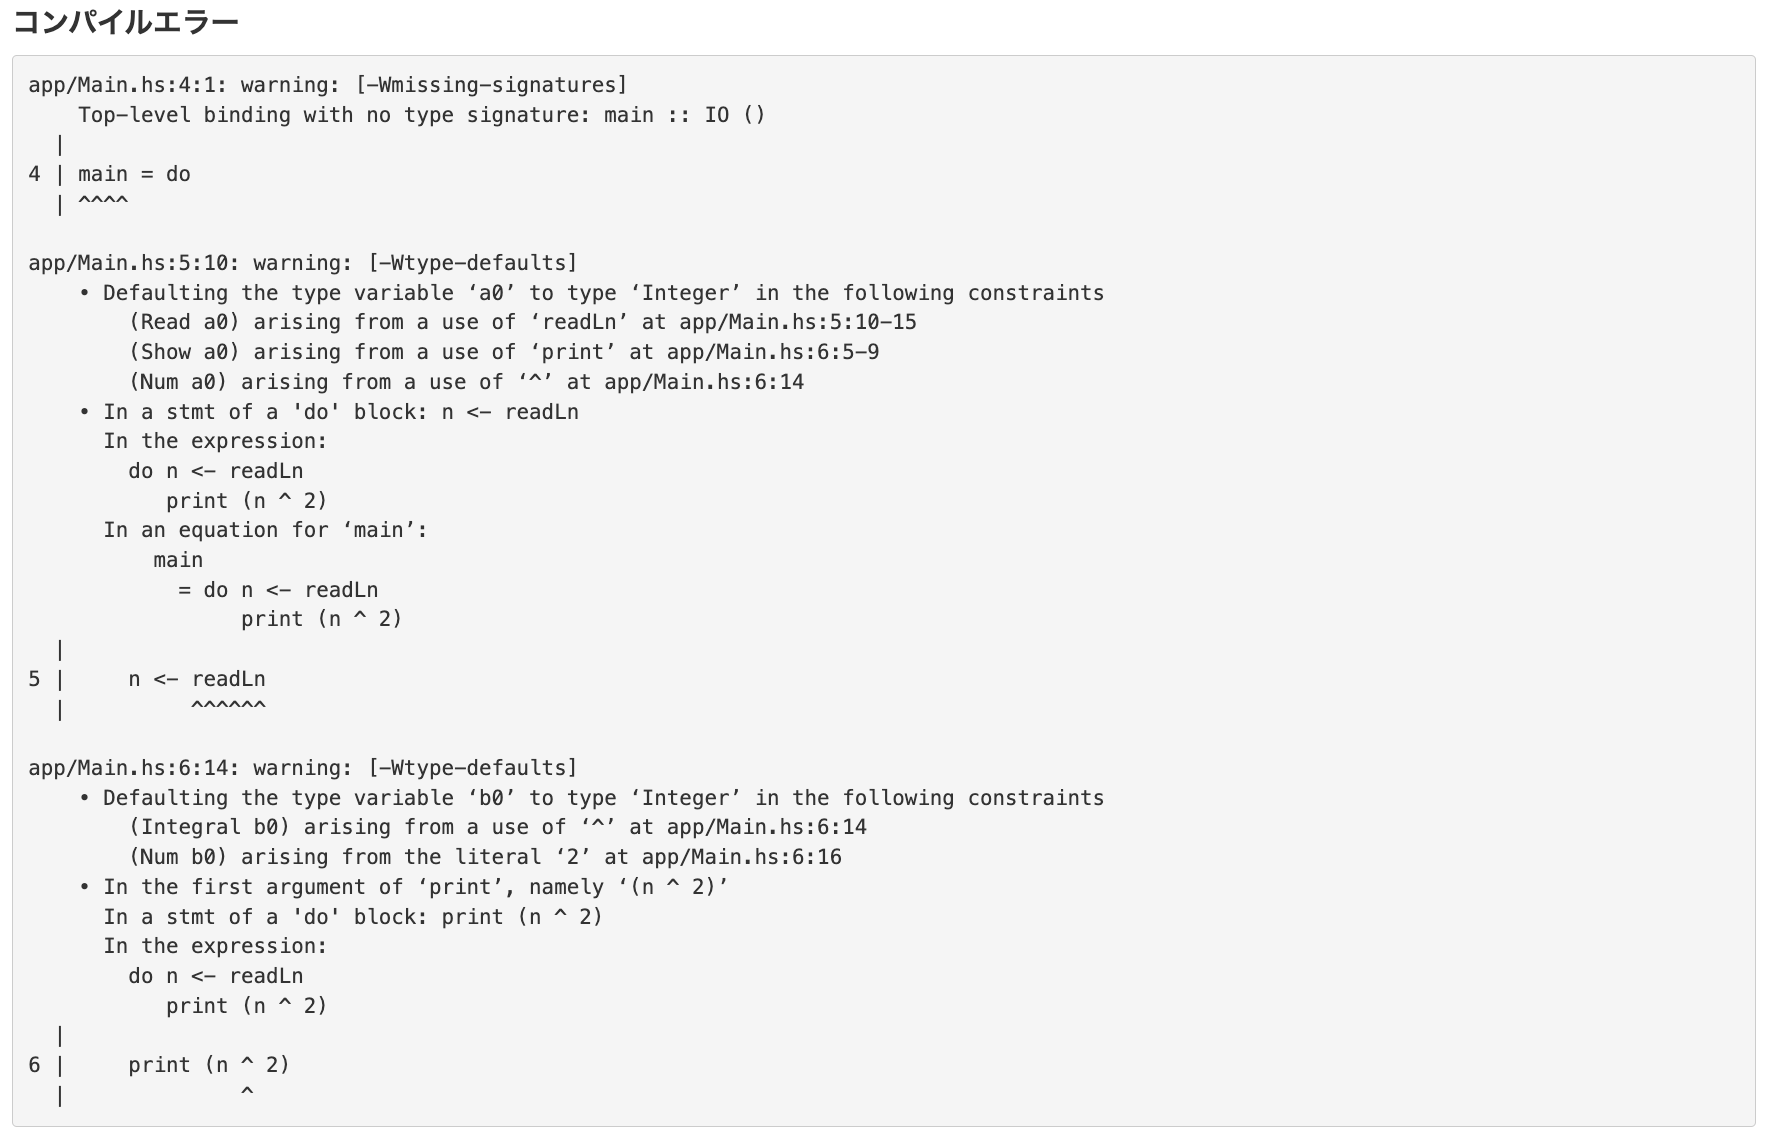 コンパイルエラー
app/Main.hs:4:1: warning: [-Wmissing-signatures]
    Top-level binding with no type signature: main :: IO ()
  |
4 | main = do
  | ^^^^
app/Main.hs:5:10: warning: [-Wtype-defaults]
    • Defaulting the type variable ‘a0’ to type ‘Integer’ in the following constraints
        (Read a0) arising from a use of ‘readLn’ at app/Main.hs:5:10-15
        (Show a0) arising from a use of ‘print’ at app/Main.hs:6:5-9
        (Num a0) arising from a use of ‘^’ at app/Main.hs:6:14
    • In a stmt of a 'do' block: n <- readLn
      In the expression:
        do n <- readLn
           print (n ^ 2)
      In an equation for ‘main’:
          main
            = do n <- readLn
                 print (n ^ 2)
  |
5 |     n <- readLn
  |          ^^^^^^
app/Main.hs:6:14: warning: [-Wtype-defaults]
    • Defaulting the type variable ‘b0’ to type ‘Integer’ in the following constraints
        (Integral b0) arising from a use of ‘^’ at app/Main.hs:6:14
        (Num b0) arising from the literal ‘2’ at app/Main.hs:6:16
    • In the first argument of ‘print’, namely ‘(n ^ 2)’
      In a stmt of a 'do' block: print (n ^ 2)
      In the expression:
        do n <- readLn
           print (n ^ 2)
  |
6 |     print (n ^ 2)
  |              ^